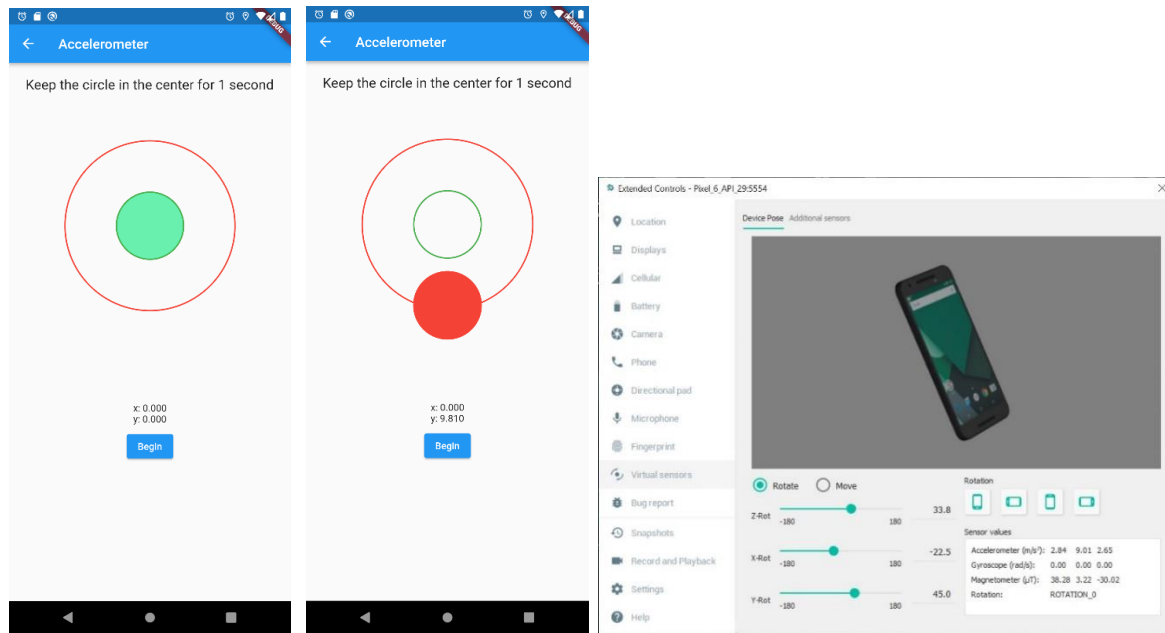 DEBUG
Accelerometer
Keep the circle in the center for 1 second
x: 0.000
y: 0.000
Begin
DEBUG
Accelerometer
Keep the circle in the center for 1 second
x: 0.000
y: 9.810
Begin
Extended Controls - Pixel_6_API_29:5554
Location
Displays
Cellular
Battery
Camera
Phone
Directional pad
Microphone
Fingerprint
Virtual sensors
Bug report
Snapshots
Record and Playback
Settings
Help
Device Pose Additional sensors
Rotate Move
Z-Rot -180 180 33.8
X-Rot -180 180 -22.5
Y-Rot -180 180 45.0
Rotation
Sensor values
Accelerometer (m/s²): 2.84 9.01 2.65
Gyroscope (rad/s): 0.00 0.00 0.00
Magnetometer (μT): 38.28 3.22 -30.02
Rotation: ROTATION_0